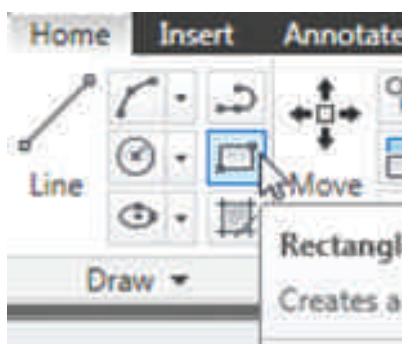 Home Insert Annotate
Line
Move
Draw
Rectangl
Creates a